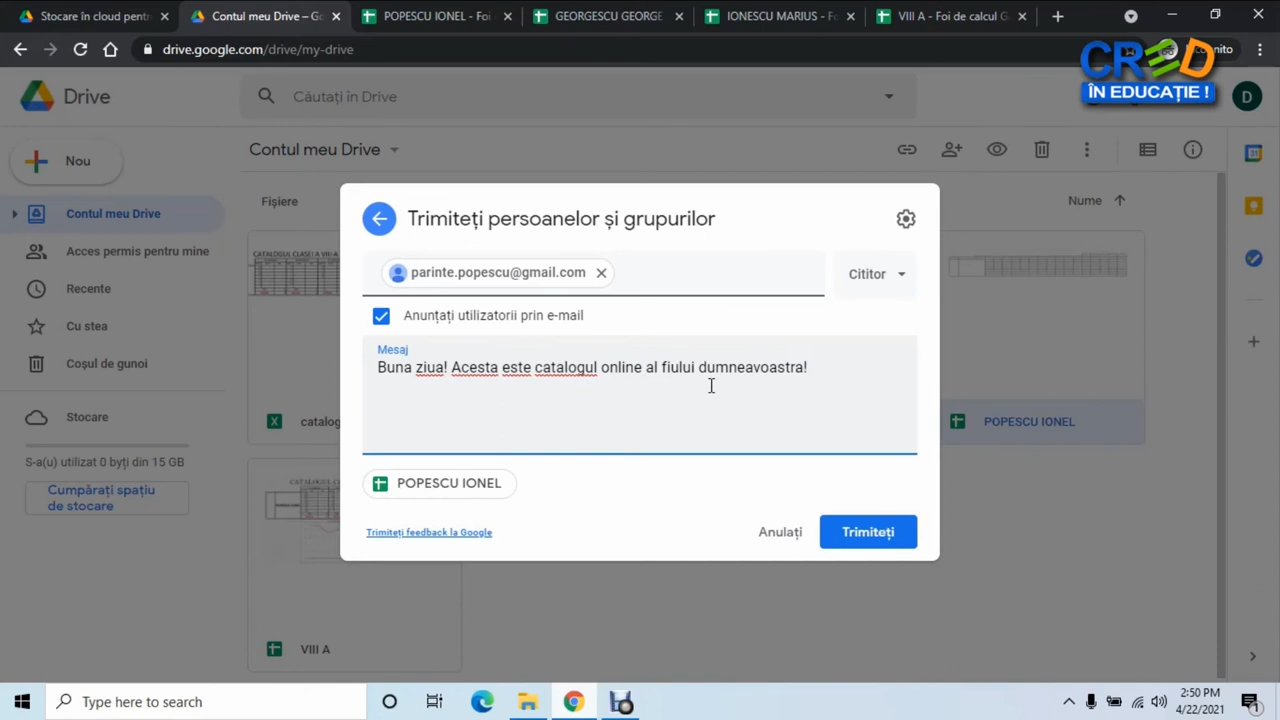 Stocare în cloud pentru
Contul meu Drive – Go
POPESCU IONEL - Foi
GEORGESCU GEORGE
IONESCU MARIUS - Fo
VIII A - Foi de calcul G
drive.google.com/drive/my-drive
CRED
ÎN EDUCAȚIE !
Drive
Căutați în Drive
D
Nou
Contul meu Drive
Fișiere
Nume
Contul meu Drive
Acces permis pentru mine
Recente
Cu stea
Coșul de gunoi
Stocare
S-a(u) utilizat 0 byți din 15 GB
Cumpărați spațiu
de stocare
Trimiteți persoanelor și grupurilor
parinte.popescu@gmail.com
Cititor
Anunțați utilizatorii prin e-mail
Mesaj
Buna ziua! Acesta este catalogul online al fiului dumneavoastra!
catalog
POPESCU IONEL
POPESCU IONEL
Trimiteți feedback la Google
Anulați
Trimiteți
VIII A
Type here to search
2:50 PM
4/22/2021